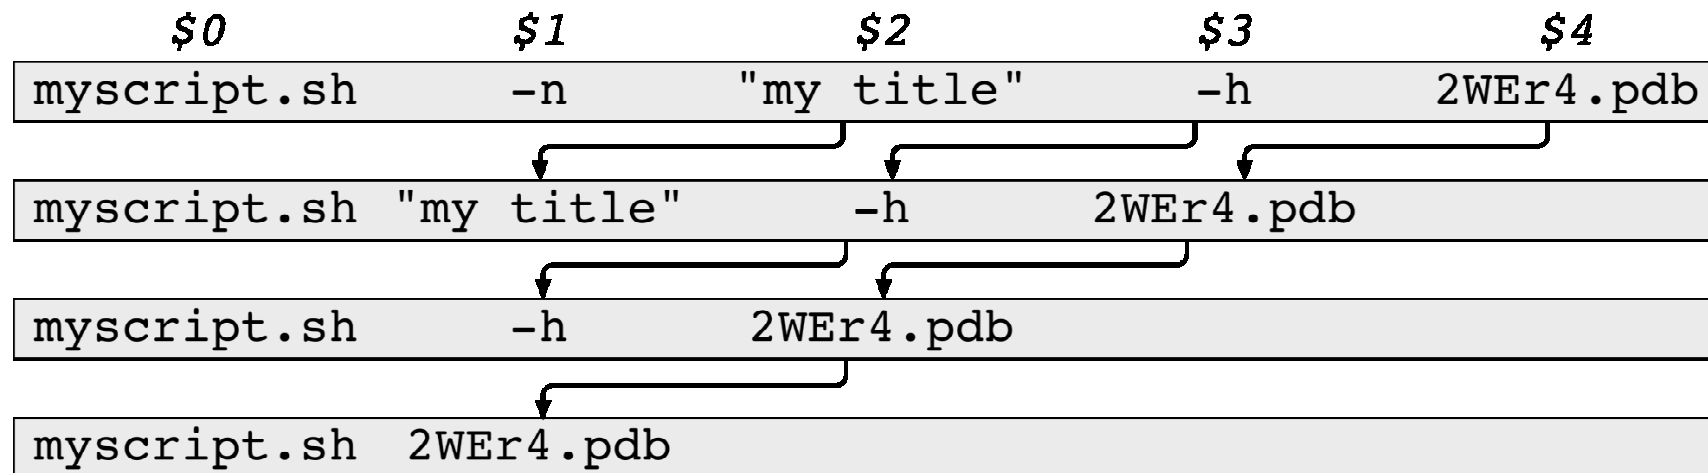 $0 $1 $2 $3 $4
myscript.sh -n "my title" -h 2WEr4.pdb
myscript.sh "my title" -h 2WEr4.pdb
myscript.sh -h 2WEr4.pdb
myscript.sh 2WEr4.pdb